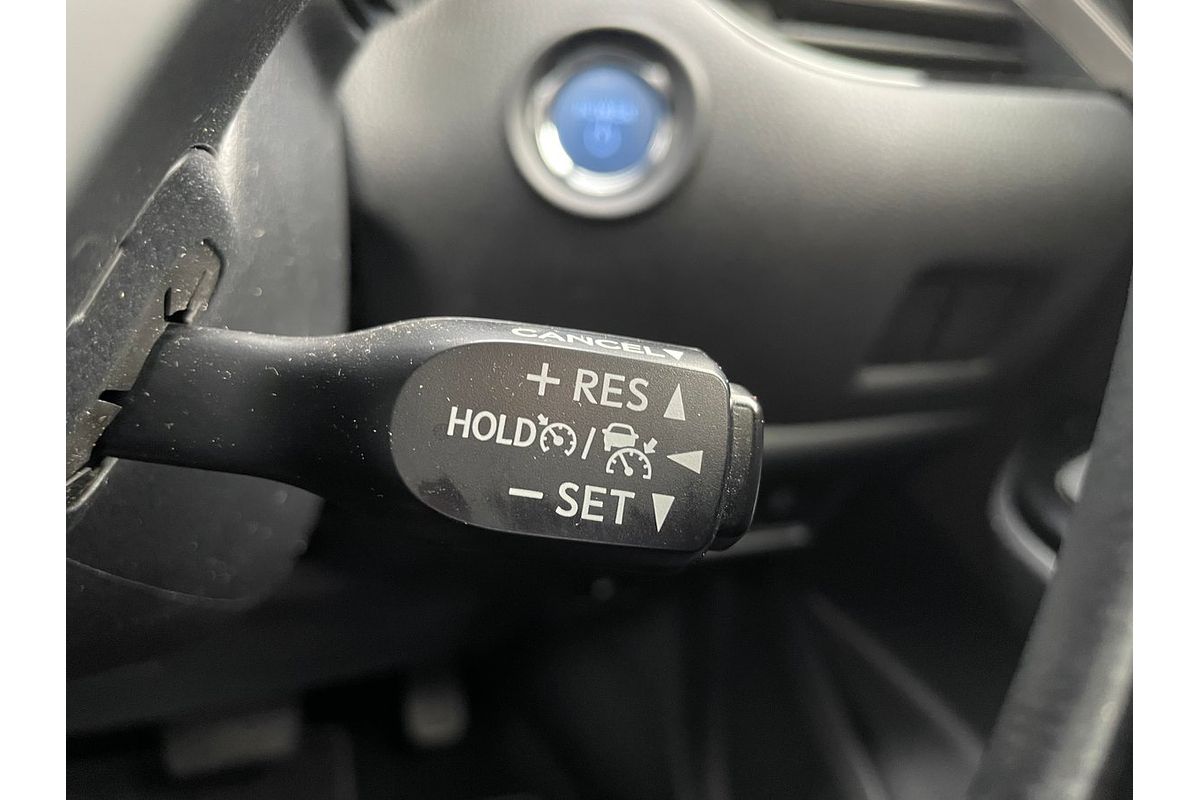 CANCEL
+ RES
HOLD /
- SET